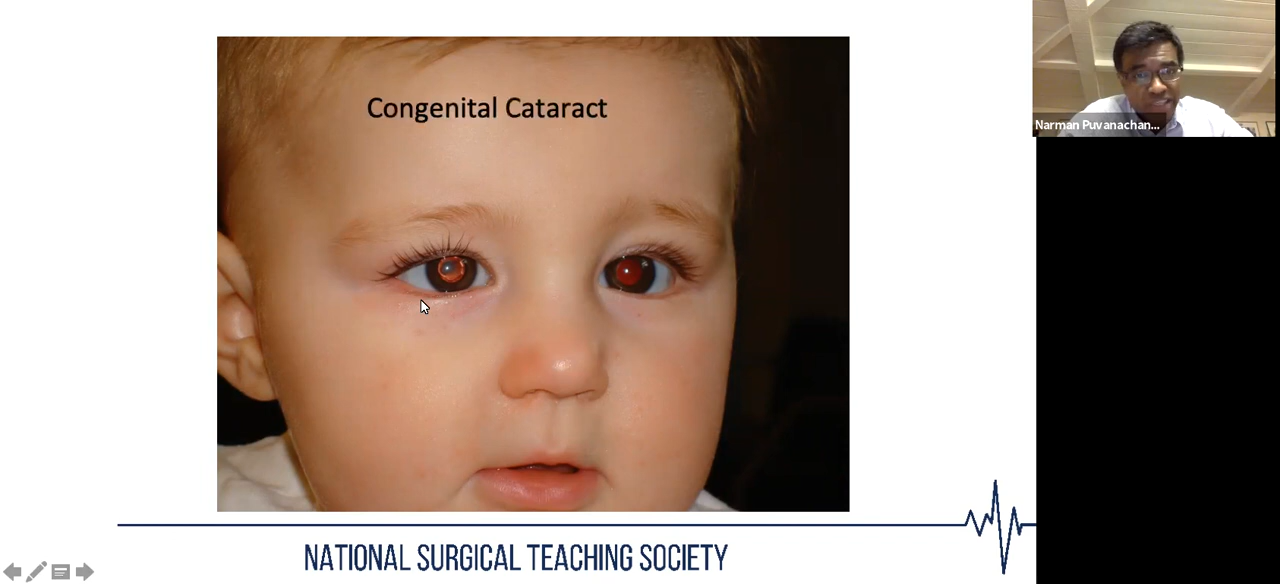 Congenital Cataract
Narman Puvanachan...
NATIONAL SURGICAL TEACHING SOCIETY